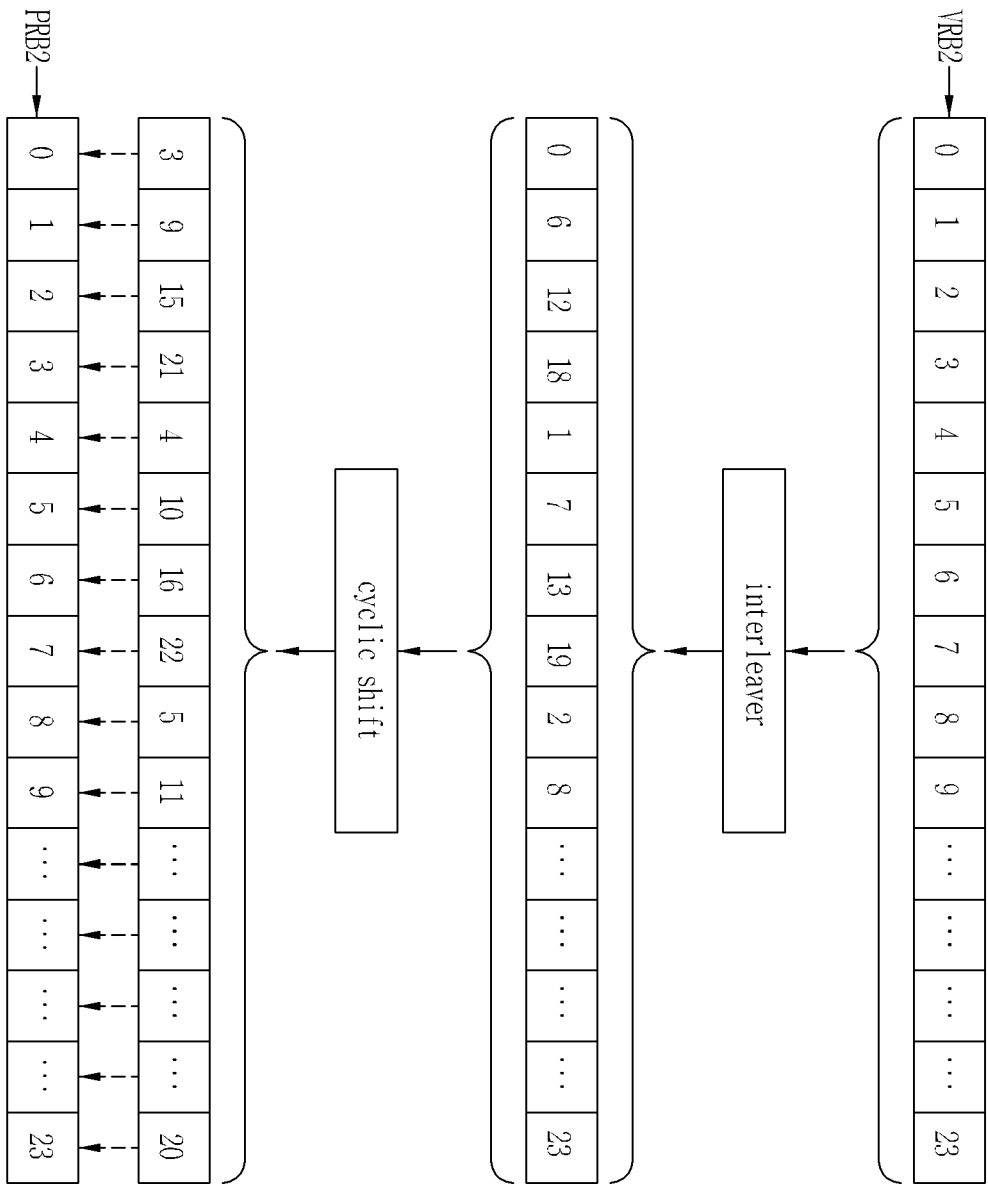 VRB2
0 1 2 3 4 5 6 7 8 9 ... ... ... ... 23
interleaver
0 6 12 18 1 7 13 19 2 8 ... ... ... ... 23
cyclic shift
3 9 15 21 4 10 16 22 5 11 ... ... ... ... 20
PRB2
0 1 2 3 4 5 6 7 8 9 ... ... ... ... 23